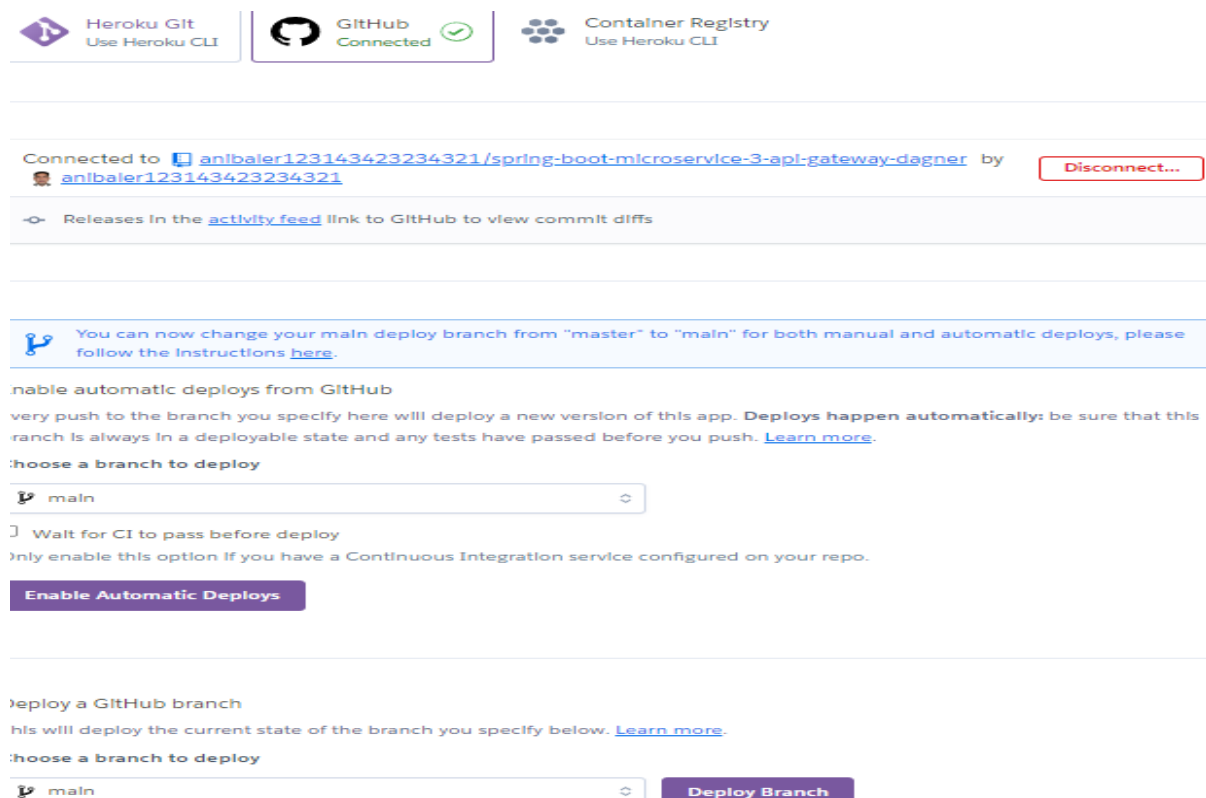 Heroku Git
Use Heroku CLI
GitHub
Connected
Container Registry
Use Heroku CLI
Connected to anibaler123143423234321/spring-boot-microservice-3-api-gateway-dagner by
anibaler123143423234321
Disconnect...
Releases in the activity feed link to GitHub to view commit diffs
You can now change your main deploy branch from "master" to "main" for both manual and automatic deploys, please
follow the instructions here.
nable automatic deploys from GitHub
very push to the branch you specify here will deploy a new version of this app. Deploys happen automatically: be sure that this
ranch is always in a deployable state and any tests have passed before you push. Learn more.
hoose a branch to deploy
main
Wait for CI to pass before deploy
Only enable this option if you have a Continuous Integration service configured on your repo.
Enable Automatic Deploys
eploy a GitHub branch
his will deploy the current state of the branch you specify below. Learn more.
hoose a branch to deploy
main
Deploy Branch